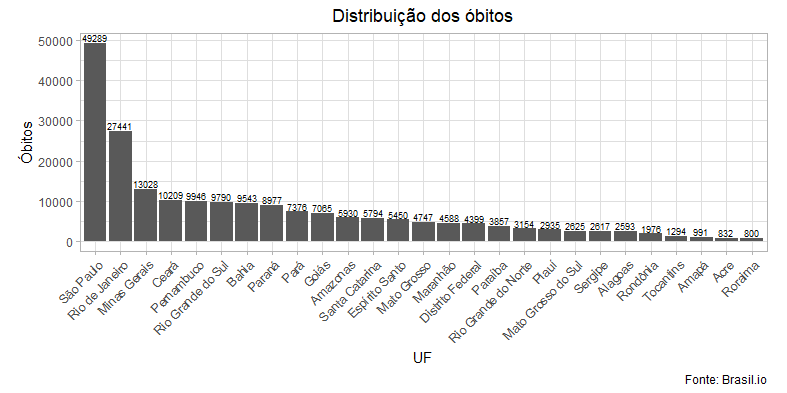 Distribuição dos óbitos
Óbitos
50000
40000
30000
20000
10000
0
49289
27441
13028
10209
9946
9790
9543
8977
7376
7065
5930
5794
5450
4747
4588
4399
3857
3154
2935
2625
2617
2593
1976
1294
991
832
800
São Paulo
Rio de Janeiro
Minas Gerais
Ceará
Pernambuco
Rio Grande do Sul
Bahia
Paraná
Pará
Goiás
Amazonas
Santa Catarina
Espírito Santo
Mato Grosso
Maranhão
Distrito Federal
Paraíba
Rio Grande do Norte
Piauí
Mato Grosso do Sul
Sergipe
Alagoas
Rondônia
Tocantins
Amapá
Acre
Roraima
UF
Fonte: Brasil.io